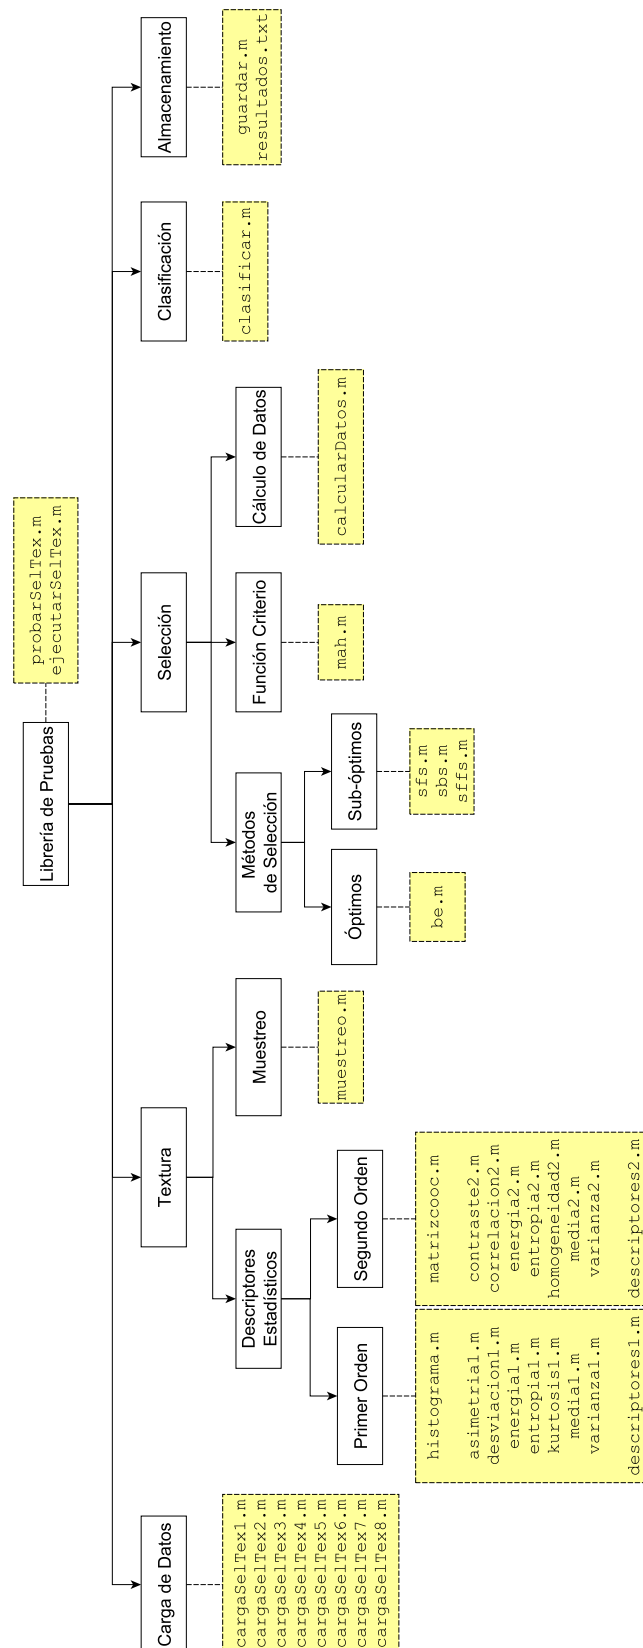 Librería de Pruebas
probarSelTex.m
ejecutarSelTex.m
Carga de Datos
cargaSelTex1.m
cargaSelTex2.m
cargaSelTex3.m
cargaSelTex4.m
cargaSelTex5.m
cargaSelTex6.m
cargaSelTex7.m
cargaSelTex8.m
Textura
Descriptores
Estadísticos
Primer Orden
histograma.m
asimetria1.m
desviacion1.m
energia1.m
entropia1.m
kurtosis1.m
media1.m
varianza1.m
descriptores1.m
Segundo Orden
matrizcooc.m
contraste2.m
correlacion2.m
energia2.m
entropia2.m
homogeneidad2.m
media2.m
varianza2.m
descriptores2.m
Muestreo
muestreo.m
Selección
Métodos
de Selección
Óptimos
be.m
Sub-óptimos
sfs.m
sbs.m
sffs.m
Función Criterio
mah.m
Cálculo de Datos
calcularDatos.m
Clasificación
clasificar.m
Almacenamiento
guardar.m
resultados.txt